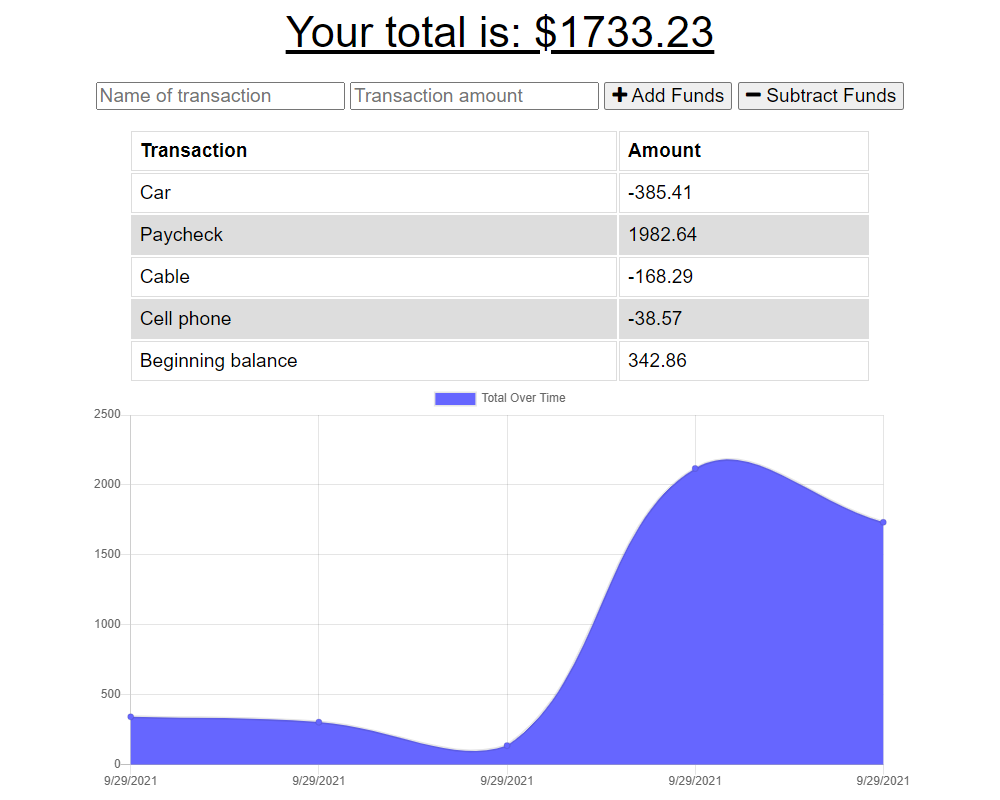 Your total is: $1733.23
Name of transaction Transaction amount Add Funds Subtract Funds
Transaction Amount
Car -385.41
Paycheck 1982.64
Cable -168.29
Cell phone -38.57
Beginning balance 342.86
Total Over Time
2500
2000
1500
1000
500
0
9/29/2021 9/29/2021 9/29/2021 9/29/2021 9/29/2021